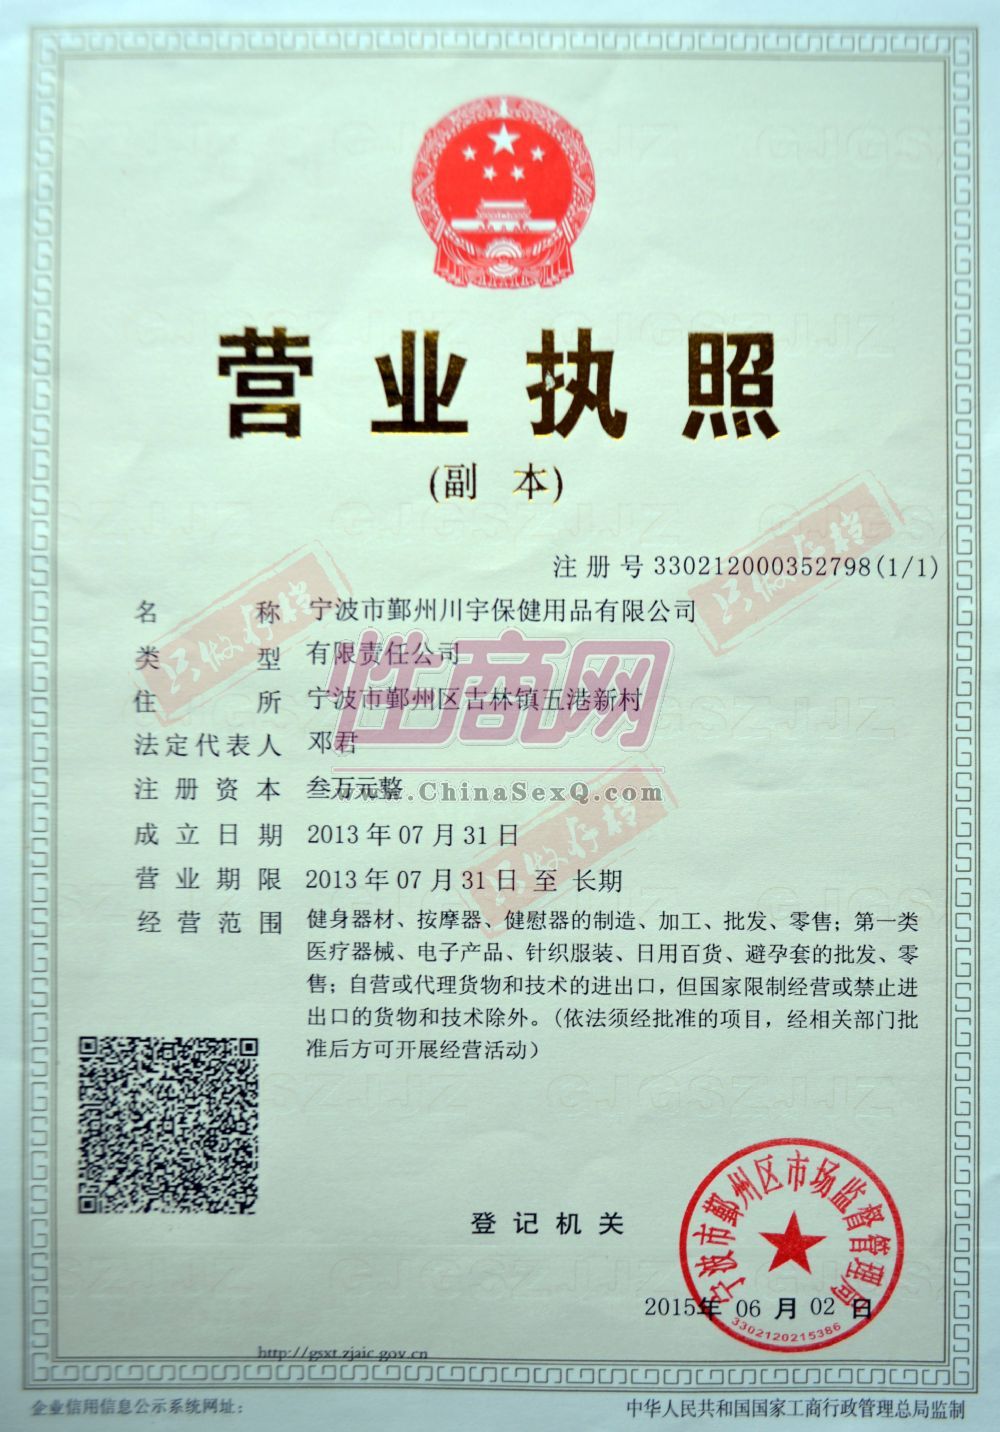 营业执照
(副 本)
注册号 330212000352798(1/1)
名 称 宁波市鄞州川宇保健用品有限公司
类 型 有限责任公司
住 所 宁波市鄞州区古林镇五港新村
法定代表人 邓君
注册资本 叁万元整
成立日期 2013年07月31日
营业期限 2013年07月31日 至 长期
经营范围 健身器材、按摩器、健慰器的制造、加工、批发、零售；第一类
医疗器械、电子产品、针织服装、日用百货、避孕套的批发、零
售；自营或代理货物和技术的进出口，但国家限制经营或禁止进
出口的货物和技术除外。(依法须经批准的项目，经相关部门批
准后方可开展经营活动)
只做存档
只做存档
只做存档
性商网
www.ChinaSexQ.com
登记机关
宁波市鄞州区市场监督管理局
3302120215386
2015年 06 月 02 日
http://gsxt.zjaic.gov.cn
企业信用信息公示系统网址：
中华人民共和国国家工商行政管理总局监制